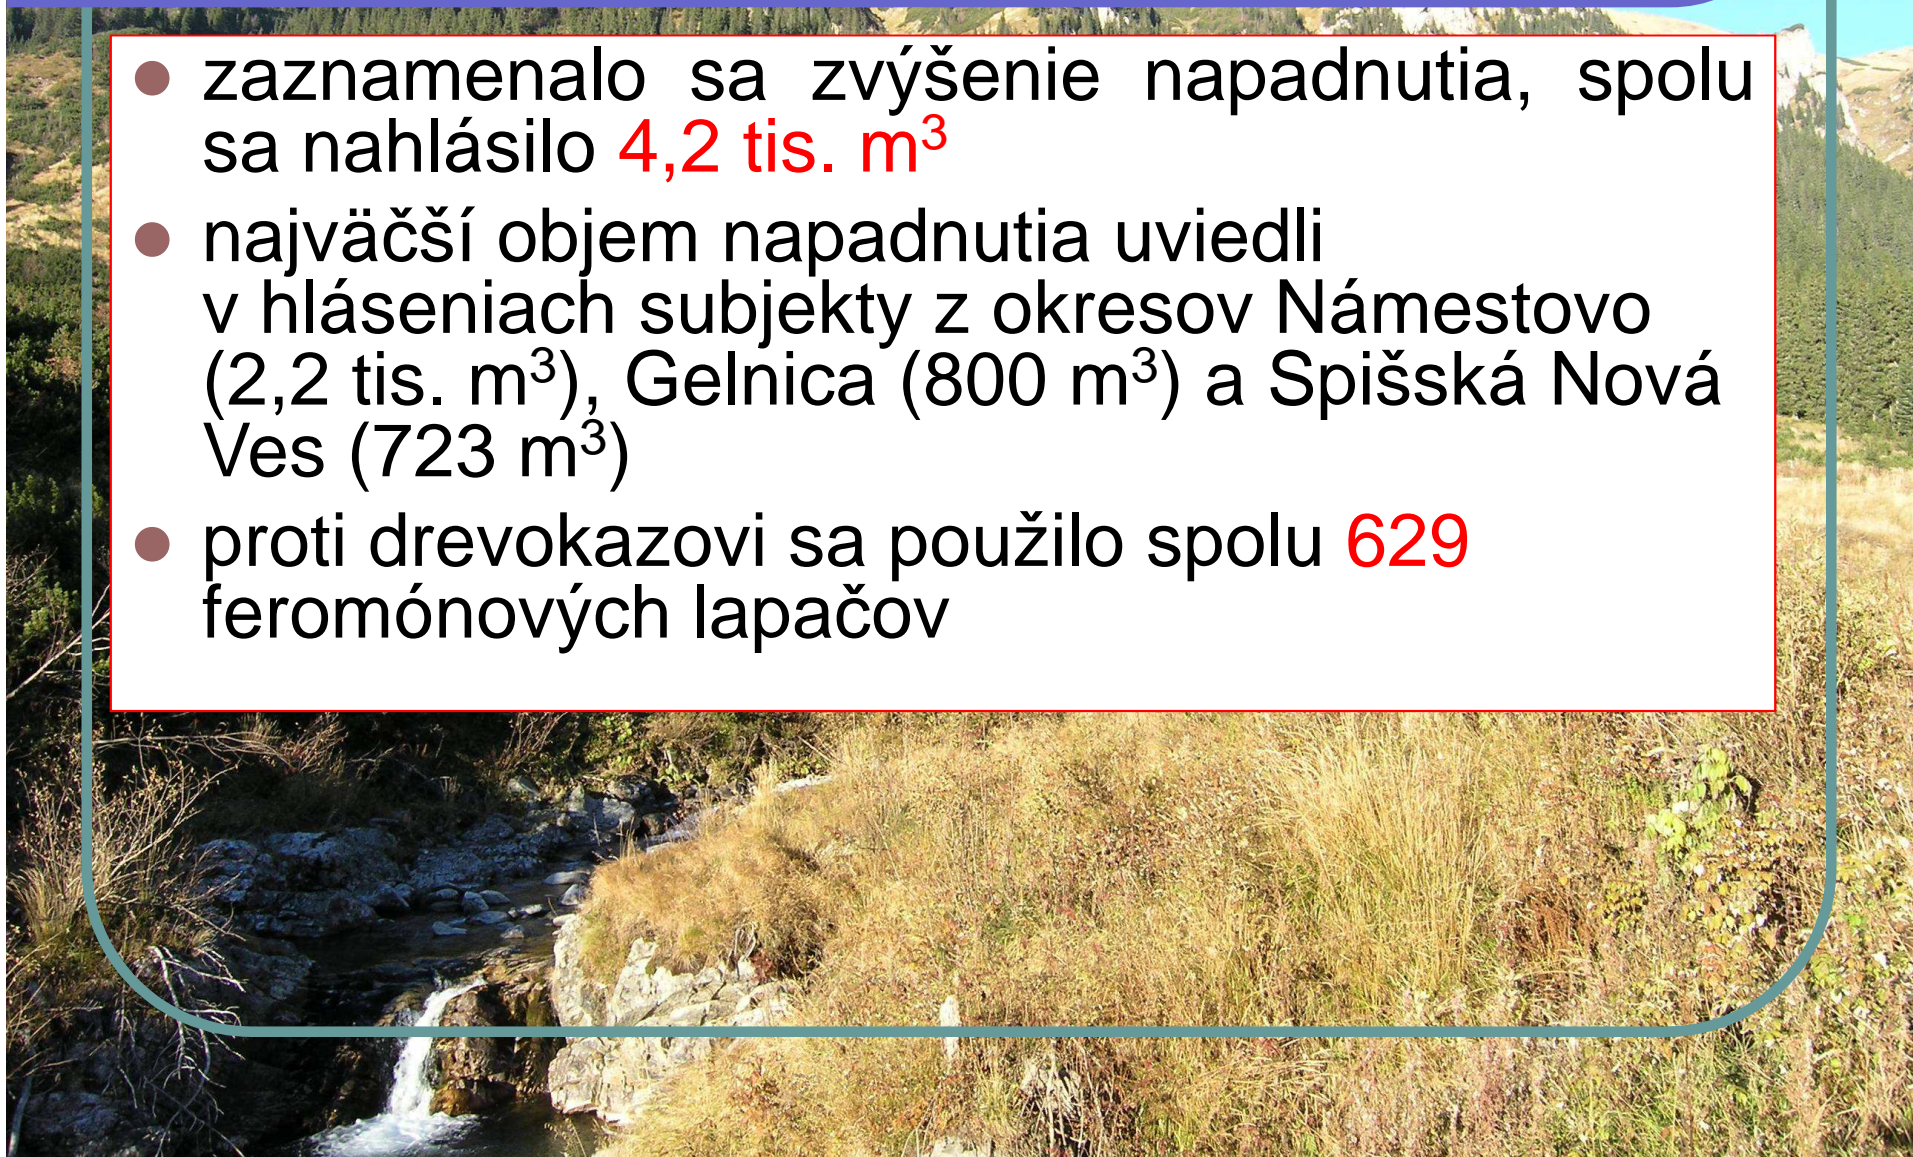 zaznamenalo sa zvýšenie napadnutia, spolu
sa nahlásilo 4,2 tis. m³
najväčší objem napadnutia uviedli
v hláseniach subjekty z okresov Námestovo
(2,2 tis. m³), Gelnica (800 m³) a Spišská Nová
Ves (723 m³)
proti drevokazovi sa použilo spolu 629
feromónových lapačov